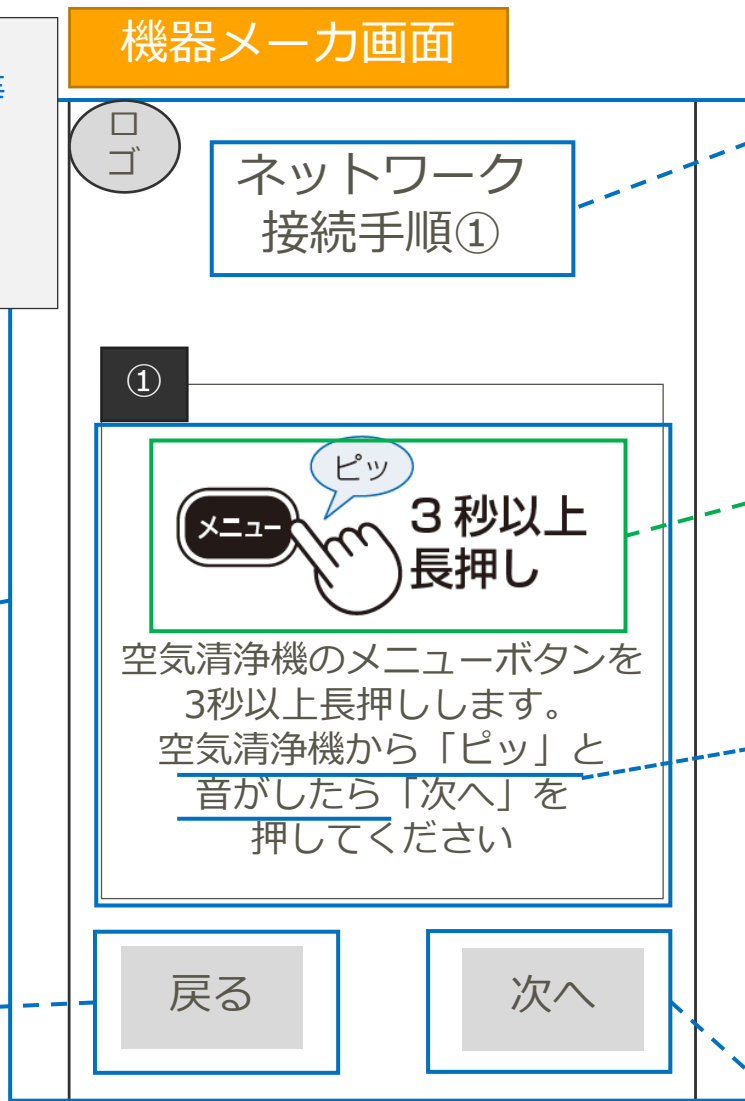 機器メーカ画面
ロ
ゴ
ネットワーク
接続手順①
①
ピッ
メニュー
３秒以上
長押し
空気清浄機のメニューボタンを
3秒以上長押しします。
空気清浄機から「ピッ」と
音がしたら「次へ」を
押してください
戻る
次へ